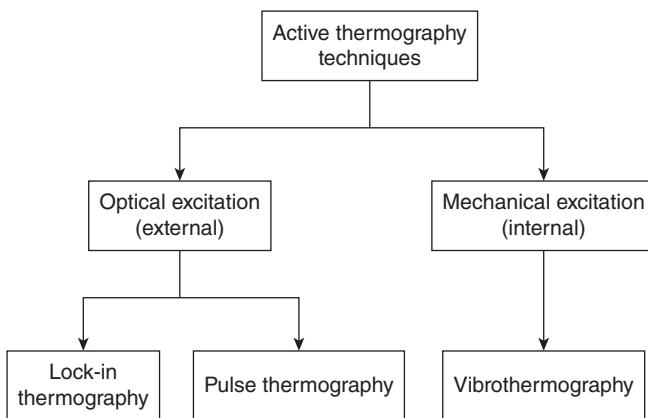 Active thermography
techniques
Optical excitation
(external)
Mechanical excitation
(internal)
Lock-in
thermography
Pulse thermography
Vibrothermography